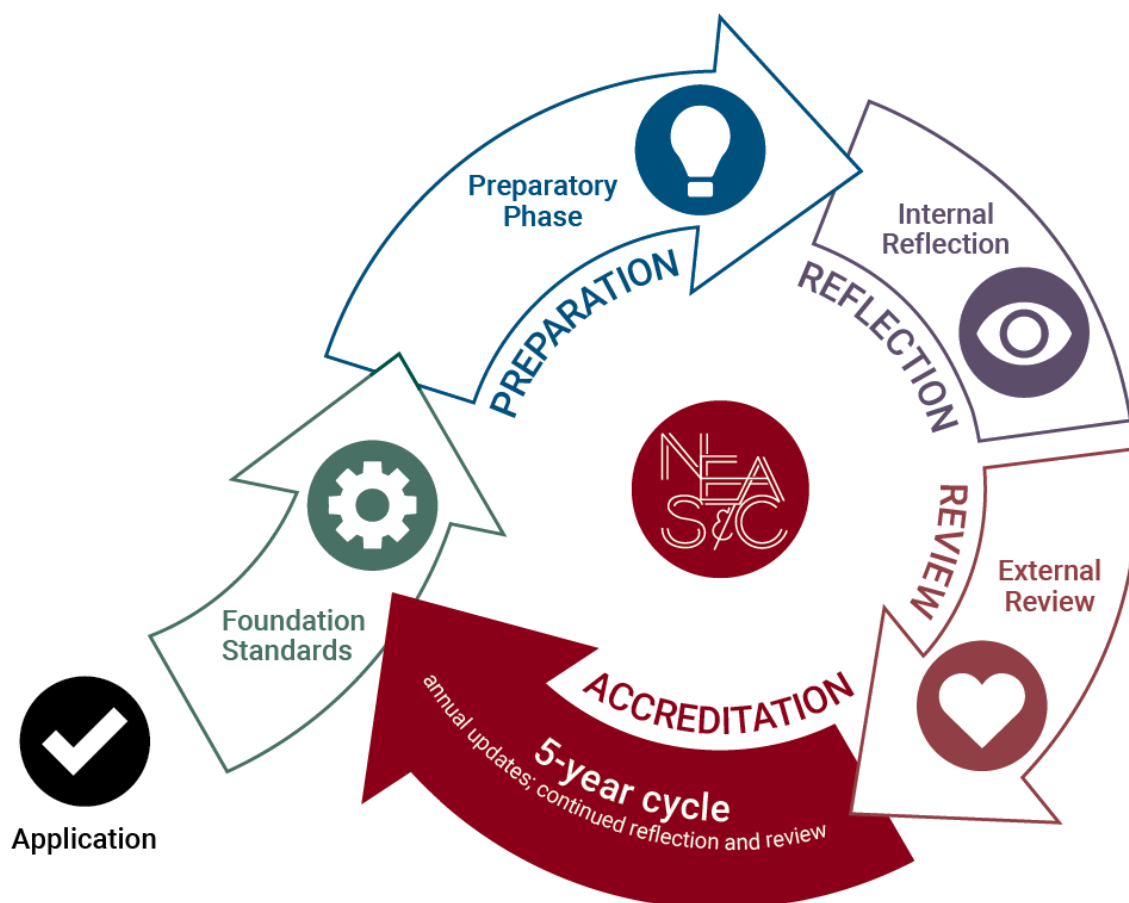 Preparatory
Phase
PREPARATION
Internal
Reflection
REFLECTION
External
Review
REVIEW
ACCREDITATION
5-year cycle
annual updates; continued reflection and review
Foundation
Standards
Application
NEEA
S&C